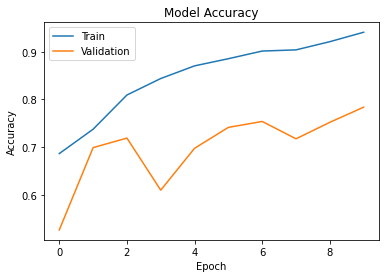 Model Accuracy
Train
Validation
Accuracy
0.9
0.8
0.7
0.6
0 2 4 6 8
Epoch